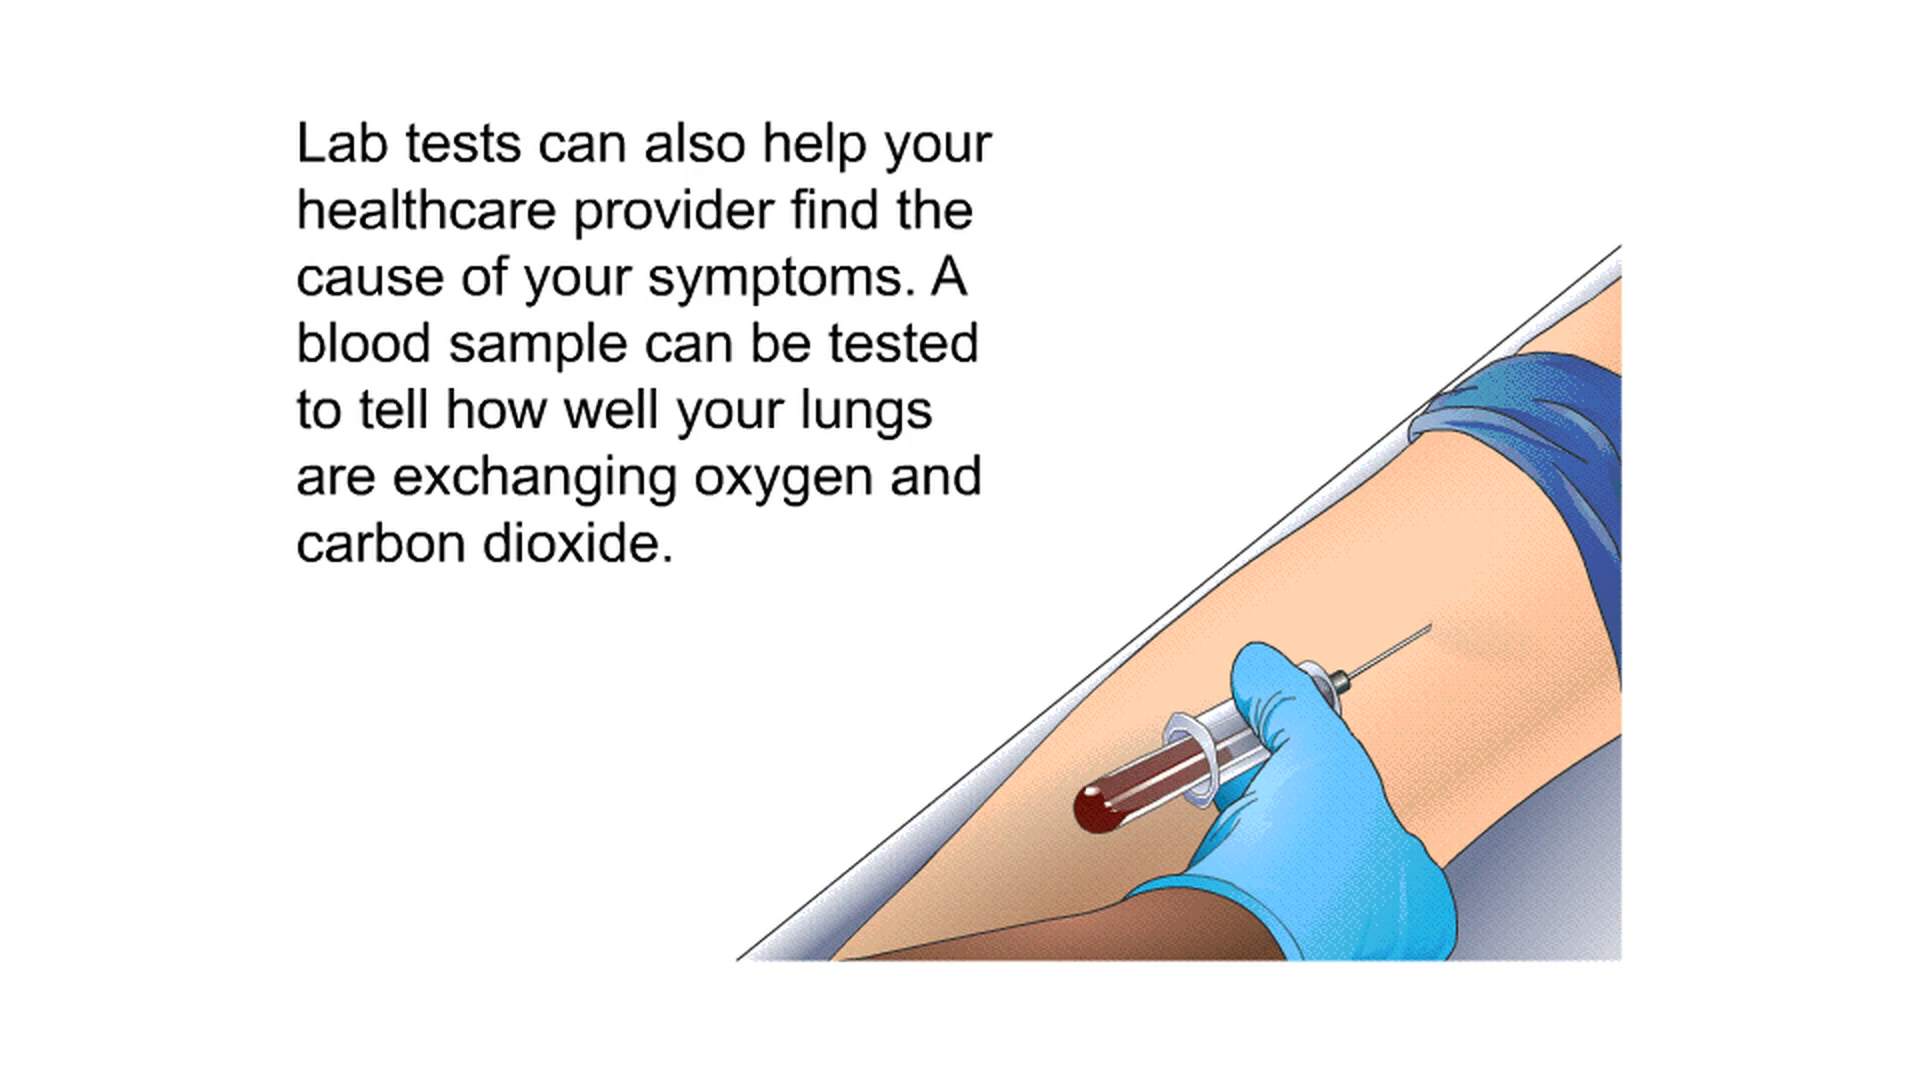 Lab tests can also help your
healthcare provider find the
cause of your symptoms. A
blood sample can be tested
to tell how well your lungs
are exchanging oxygen and
carbon dioxide.